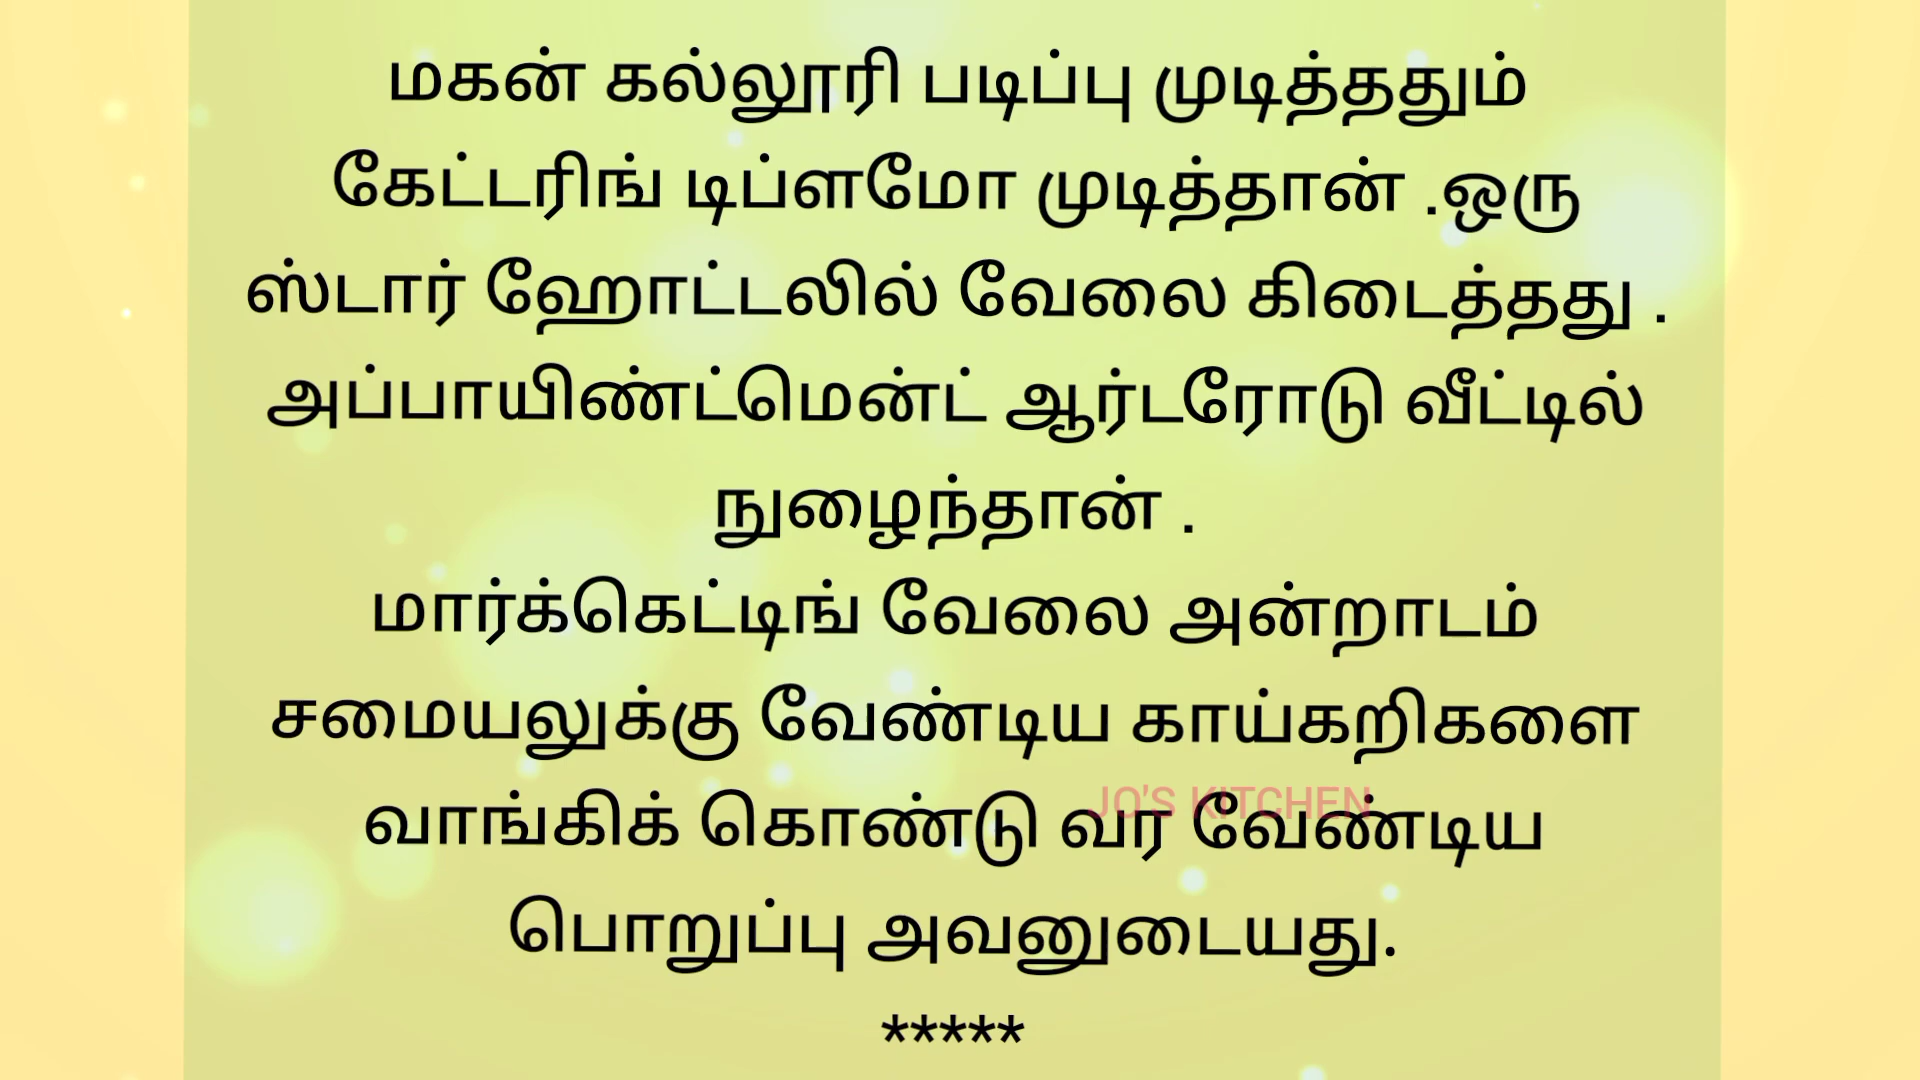 மகன் கல்லூரி படிப்பு முடித்ததும்
கேட்டரிங் டிப்ளமோ முடித்தான் .ஒரு
ஸ்டார் ஹோட்டலில் வேலை கிடைத்தது .
அப்பாயிண்ட்மென்ட் ஆர்டரோடு வீட்டில்
நுழைந்தான் .
மார்க்கெட்டிங் வேலை அன்றாடம்
சமையலுக்கு வேண்டிய காய்கறிகளை
வாங்கிக் கொண்டு வர வேண்டிய
JO'S KITCHEN
பொறுப்பு அவனுடையது.
*****